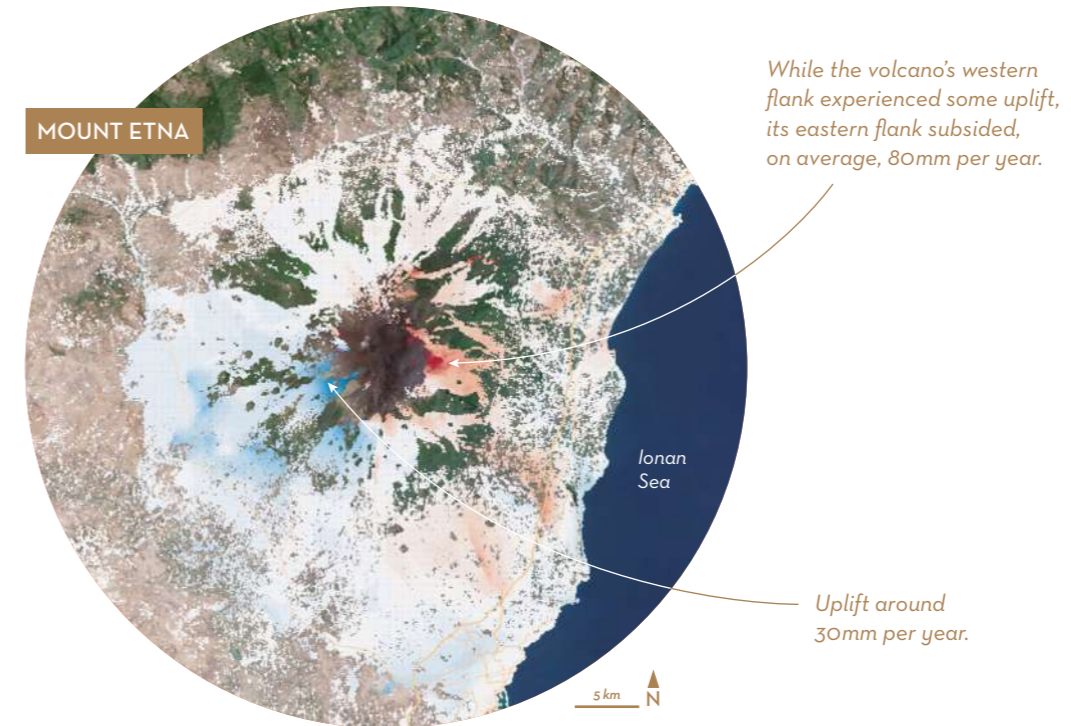 MOUNT ETNA
While the volcano's western
flank experienced some uplift,
its eastern flank subsided,
on average, 80mm per year.
Ionan
Sea
Uplift around
30mm per year.
5 km
N